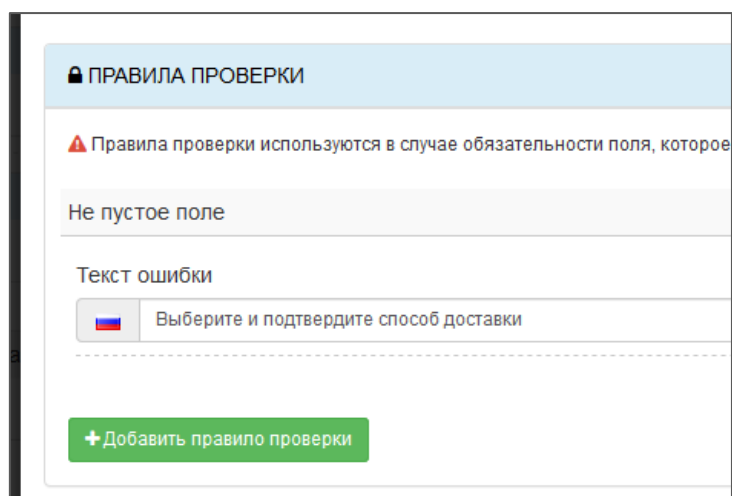 ПРАВИЛА ПРОВЕРКИ
Правила проверки используются в случае обязательности поля, которое
Не пустое поле
Текст ошибки
Выберите и подтвердите способ доставки
Добавить правило проверки